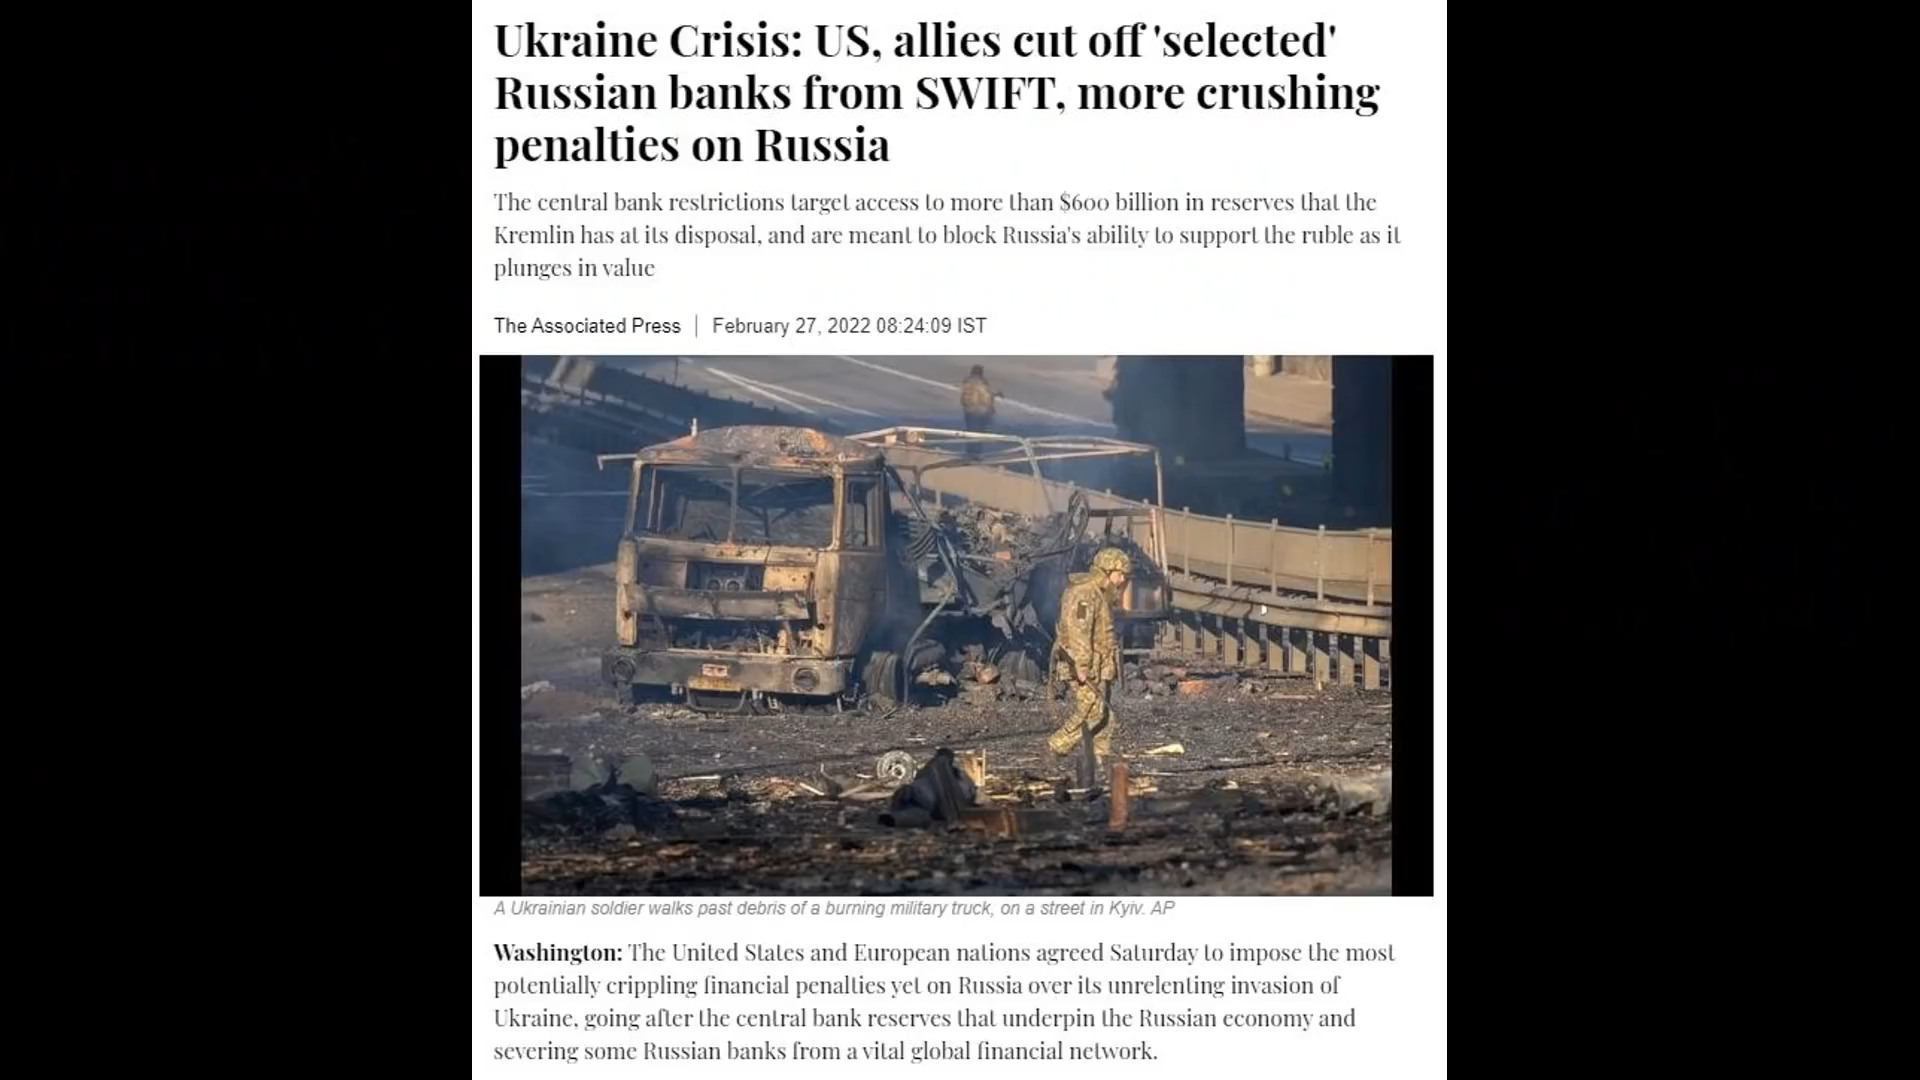 Ukraine Crisis: US, allies cut off 'selected'
Russian banks from SWIFT, more crushing
penalties on Russia
The central bank restrictions target access to more than $600 billion in reserves that the
Kremlin has at its disposal, and are meant to block Russia's ability to support the ruble as it
plunges in value
The Associated Press | February 27, 2022 08:24:09 IST
A Ukrainian soldier walks past debris of a burning military truck, on a street in Kyiv. AP
Washington: The United States and European nations agreed Saturday to impose the most
potentially crippling financial penalties yet on Russia over its unrelenting invasion of
Ukraine, going after the central bank reserves that underpin the Russian economy and
severing some Russian banks from a vital global financial network.